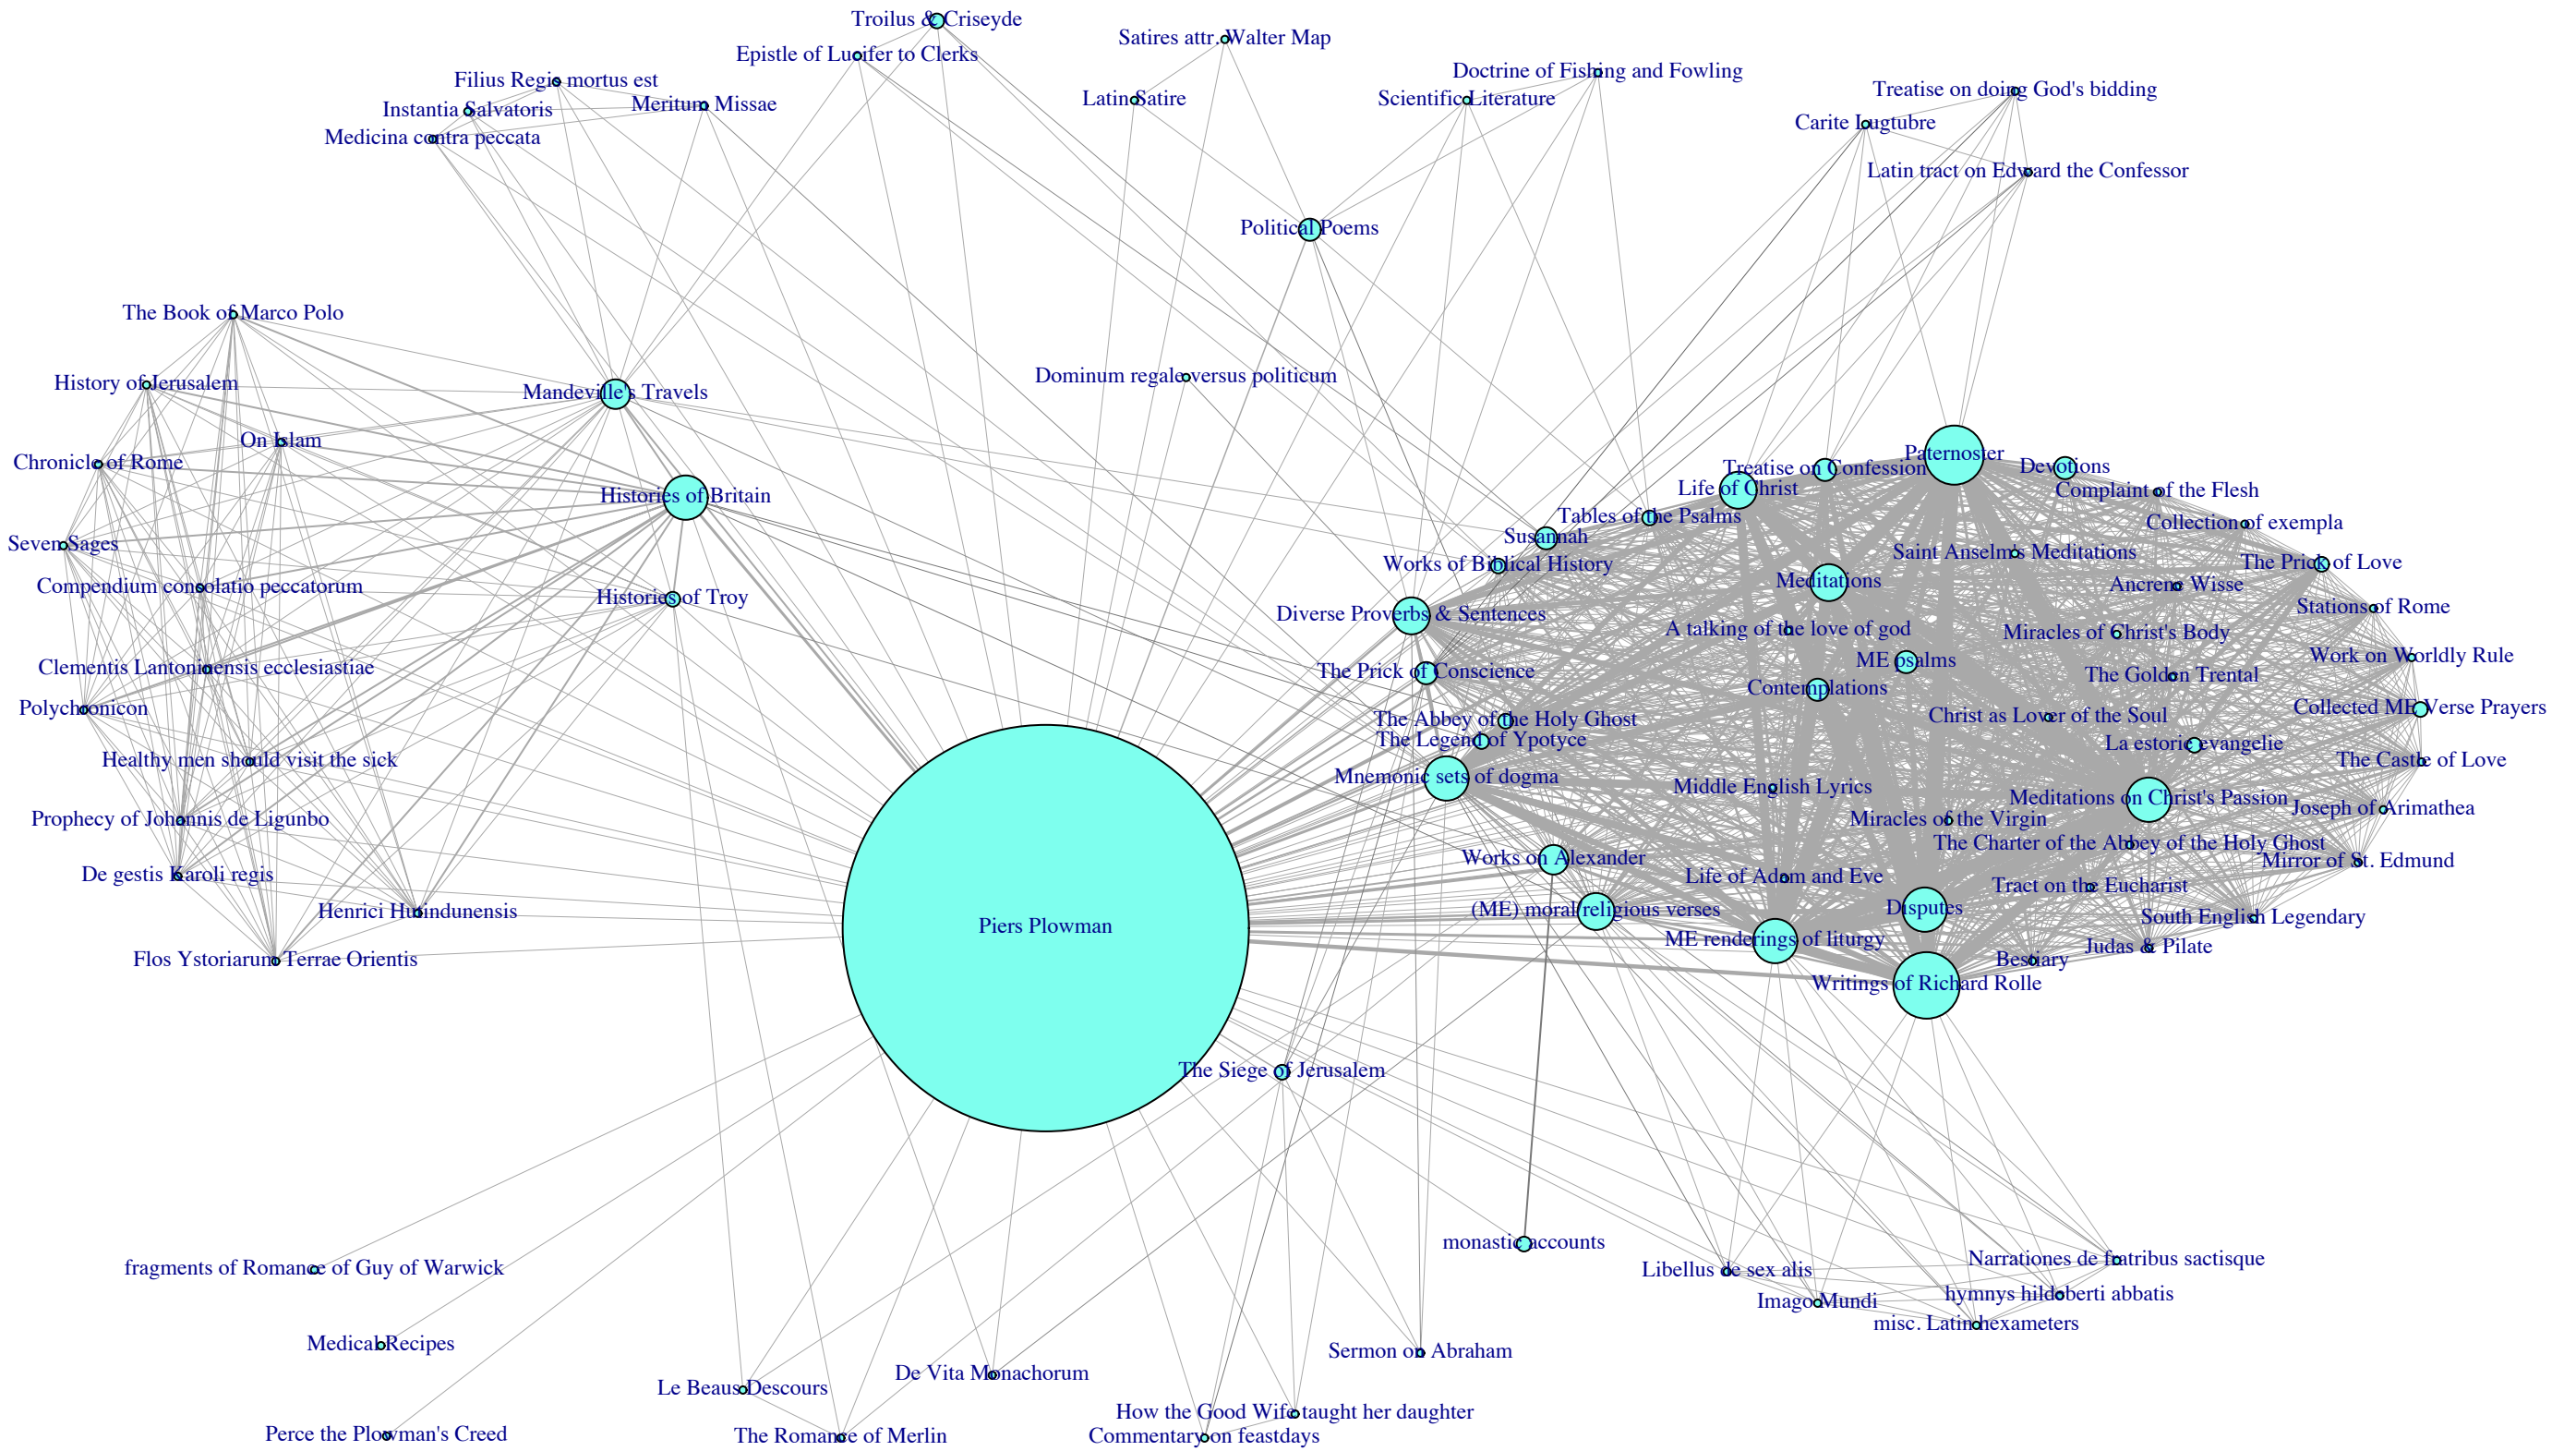 Troilus & Criseyde
Satires attr. Walter Map
Epistle of Lucifer to Clerks
Doctrine of Fishing and Fowling
Filius Regis mortus est
Treatise on doing God's bidding
Latin Satire
Scientific Literature
Meritum Missae
Instantia Salvatoris
Carite Lugtubre
Medicina contra peccata
Latin tract on Edward the Confessor
Political Poems
The Book of Marco Polo
Dominum regale versus politicum
History of Jerusalem
Mandeville's Travels
On Islam
Paternoster
Chronicle of Rome
Devotions
Treatise on Confession
Life of Christ
Complaint of the Flesh
Histories of Britain
Tables of the Psalms
Collection of exempla
Susannah
Seven Sages
Saint Anselm's Meditations
The Prick of Love
Works of Biblical History
Meditations
Ancrene Wisse
Compendium consolatio peccatorum
Histories of Troy
Stations of Rome
Diverse Proverbs & Sentences
A talking of the love of god
Miracles of Christ's Body
Work on Worldly Rule
ME psalms
Clementis Lantoninensis ecclesiastiae
The Prick of Conscience
The Golden Trental
Contemplations
Polychronicon
Collected ME Verse Prayers
Christ as Lover of the Soul
The Abbey of the Holy Ghost
The Legend of Ypotyce
La estorie evangelie
Healthy men should visit the sick
The Castle of Love
Mnemonic sets of dogma
Middle English Lyrics
Meditations on Christ's Passion
Joseph of Arimathea
Prophecy of Johannis de Ligunbo
Miracles of the Virgin
The Charter of the Abbey of the Holy Ghost
Works on Alexander
Mirror of St. Edmund
De gestis Karoli regis
Life of Adam and Eve
Tract on the Eucharist
Disputes
(ME) moral religious verses
Henrici Hutindunensis
South English Legendary
Piers Plowman
ME renderings of liturgy
Judas & Pilate
Flos Ystoriarum Terrae Orientis
Bestiary
Writings of Richard Rolle
The Siege of Jerusalem
monastic accounts
Narrationes de fratribus sactisque
fragments of Romance of Guy of Warwick
Libellus de sex alis
hymnys hildeberti abbatis
Imago Mundi
misc. Latin hexameters
Medical Recipes
Sermon on Abraham
De Vita Monachorum
Le Beaus Descours
How the Good Wife taught her daughter
Perce the Plowman's Creed
The Romance of Merlin
Commentary on feastdays